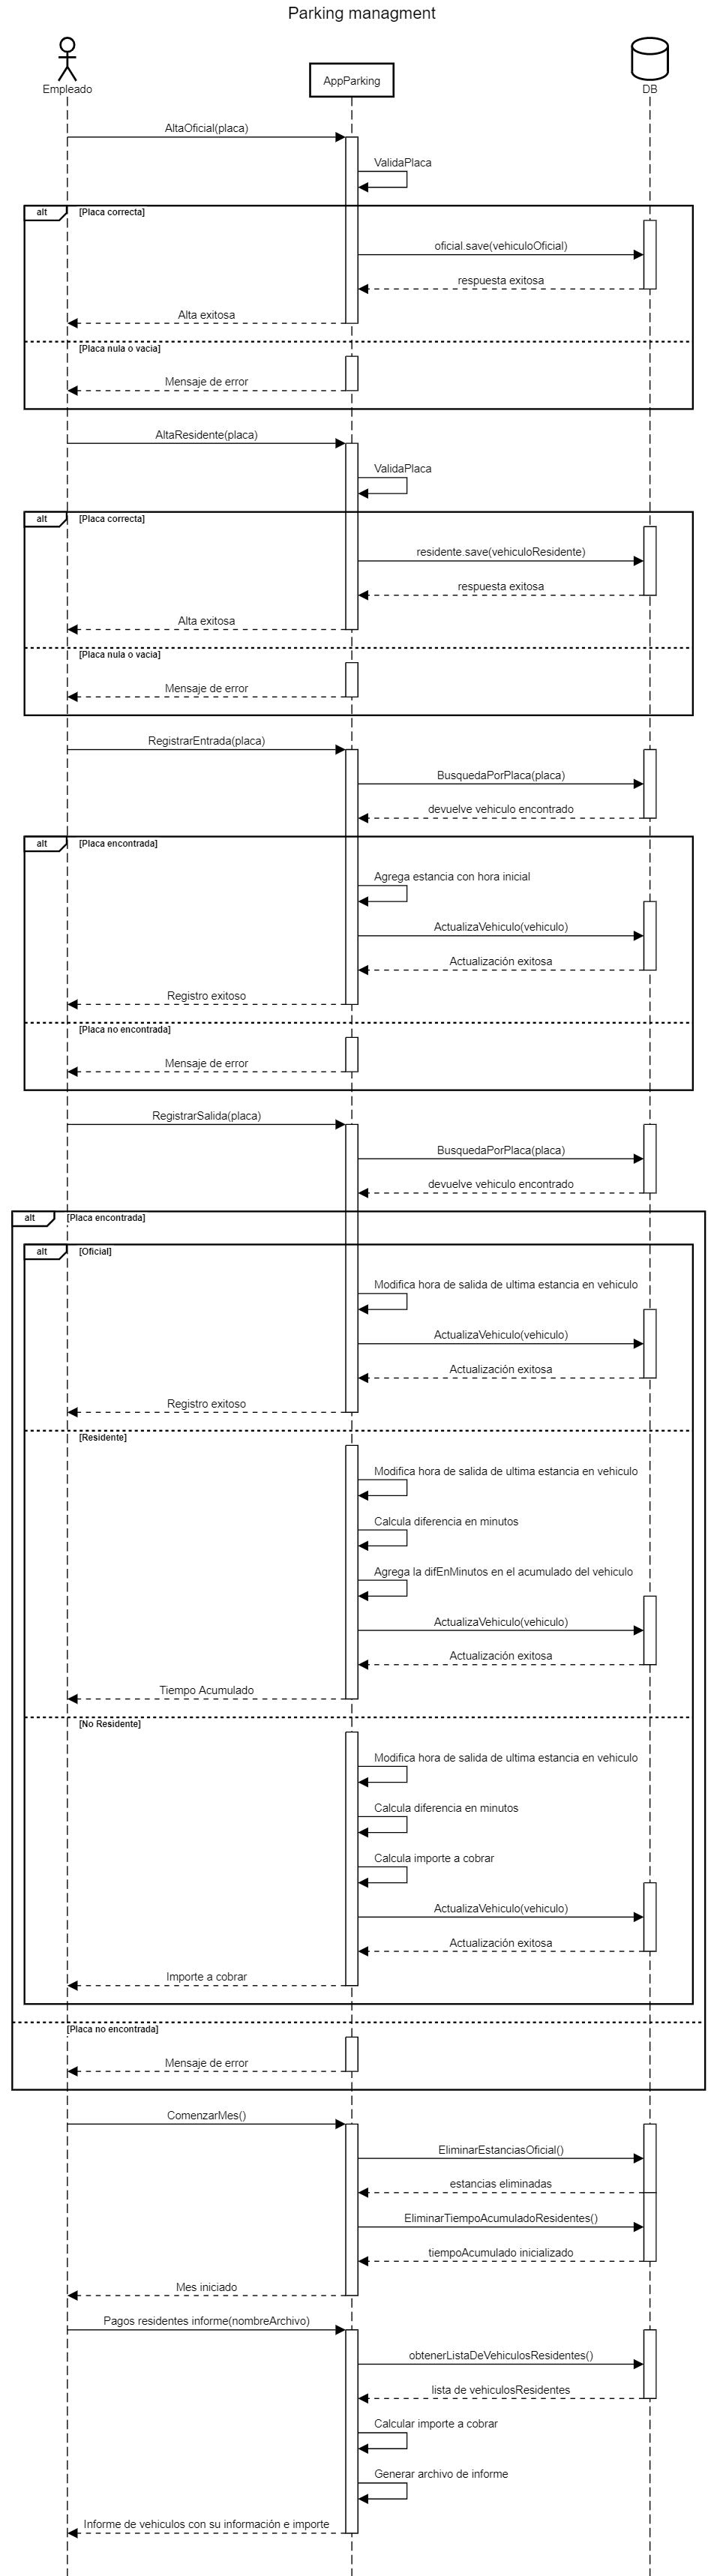 Parking managment
Empleado
AppParking
DB
AltaOficial(placa)
ValidaPlaca
alt
[Placa correcta]
oficial.save(vehiculoOficial)
respuesta exitosa
Alta exitosa
[Placa nula o vacia]
Mensaje de error
AltaResidente(placa)
ValidaPlaca
alt
[Placa correcta]
residente.save(vehiculoResidente)
respuesta exitosa
Alta exitosa
[Placa nula o vacia]
Mensaje de error
RegistrarEntrada(placa)
BusquedaPorPlaca(placa)
devuelve vehiculo encontrado
alt
[Placa encontrada]
Agrega estancia con hora inicial
ActualizaVehiculo(vehiculo)
Actualización exitosa
Registro exitoso
[Placa no encontrada]
Mensaje de error
RegistrarSalida(placa)
BusquedaPorPlaca(placa)
devuelve vehiculo encontrado
alt
[Placa encontrada]
alt
[Oficial]
Modifica hora de salida de ultima estancia en vehiculo
ActualizaVehiculo(vehiculo)
Actualización exitosa
Registro exitoso
[Residente]
Modifica hora de salida de ultima estancia en vehiculo
Calcula diferencia en minutos
Agrega la difEnMinutos en el acumulado del vehiculo
ActualizaVehiculo(vehiculo)
Actualización exitosa
Tiempo Acumulado
[No Residente]
Modifica hora de salida de ultima estancia en vehiculo
Calcula diferencia en minutos
Calcula importe a cobrar
ActualizaVehiculo(vehiculo)
Actualización exitosa
Importe a cobrar
[Placa no encontrada]
Mensaje de error
ComenzarMes()
EliminarEstanciasOficial()
estancias eliminadas
EliminarTiempoAcumuladoResidentes()
tiempoAcumulado inicializado
Mes iniciado
Pagos residentes informe(nombreArchivo)
obtenerListaDeVehiculosResidentes()
lista de vehiculosResidentes
Calcular importe a cobrar
Generar archivo de informe
Informe de vehiculos con su información e importe